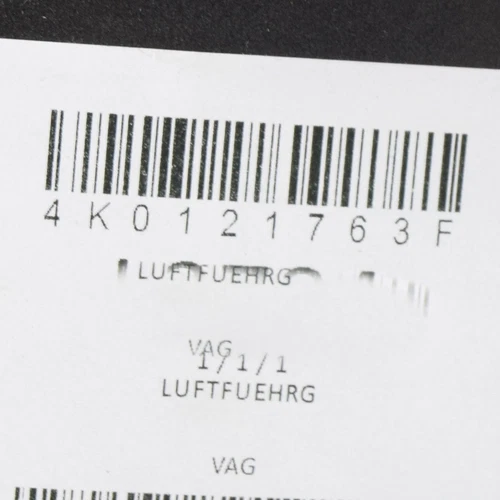 4K0121763F
LUFTFUEHRG
VAG
1/1/1
LUFTFUEHRG
VAG